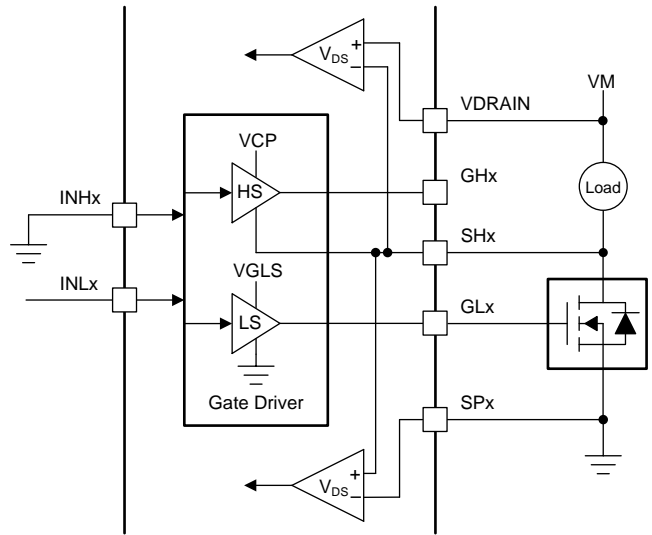 V_DS + −
VDRAIN
VM
VCP
HS
GHx
Load
INHx
SHx
VGLS
INLx
LS
GLx
Gate Driver
SPx
V_DS + −